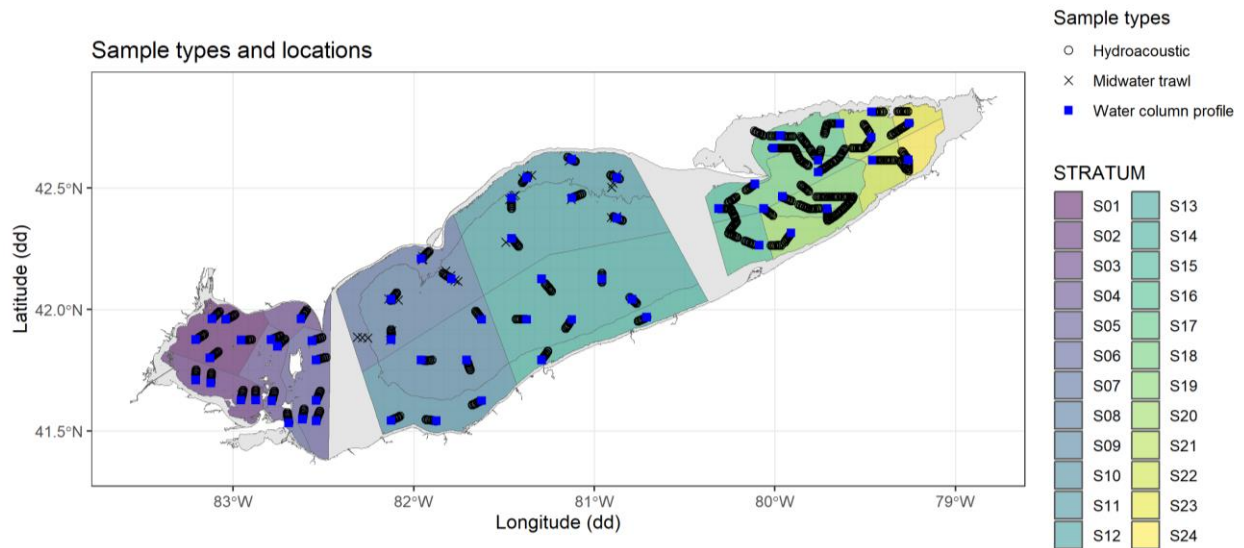 Sample types and locations
42.5°N
42.0°N
41.5°N
Latitude (dd)
83°W
82°W
81°W
80°W
79°W
Longitude (dd)
Sample types
Hydroacoustic
Midwater trawl
Water column profile
STRATUM
S01 S13
S02 S14
S03 S15
S04 S16
S05 S17
S06 S18
S07 S19
S08 S20
S09 S21
S10 S22
S11 S23
S12 S24